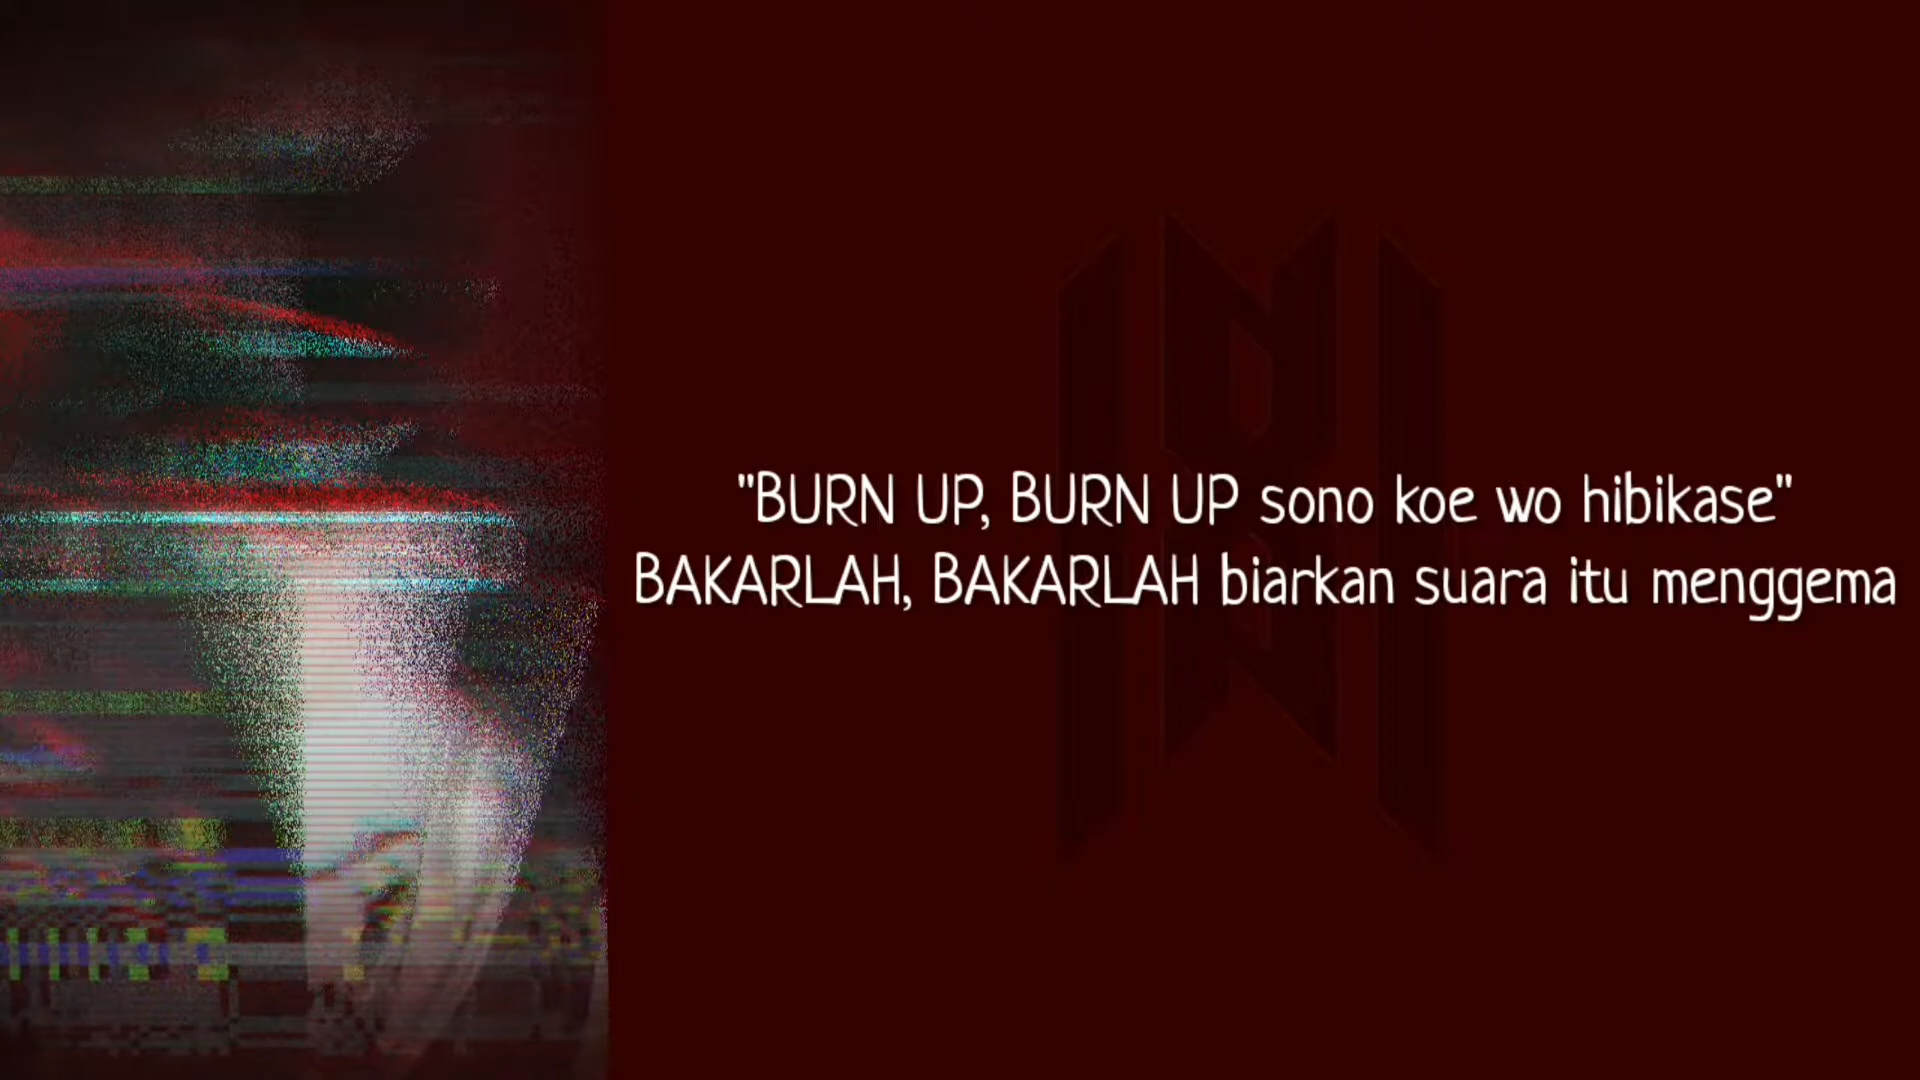 "BURN UP, BURN UP sono koe wo hibikase"
BAKARLAH, BAKARLAH biarkan suara itu menggema